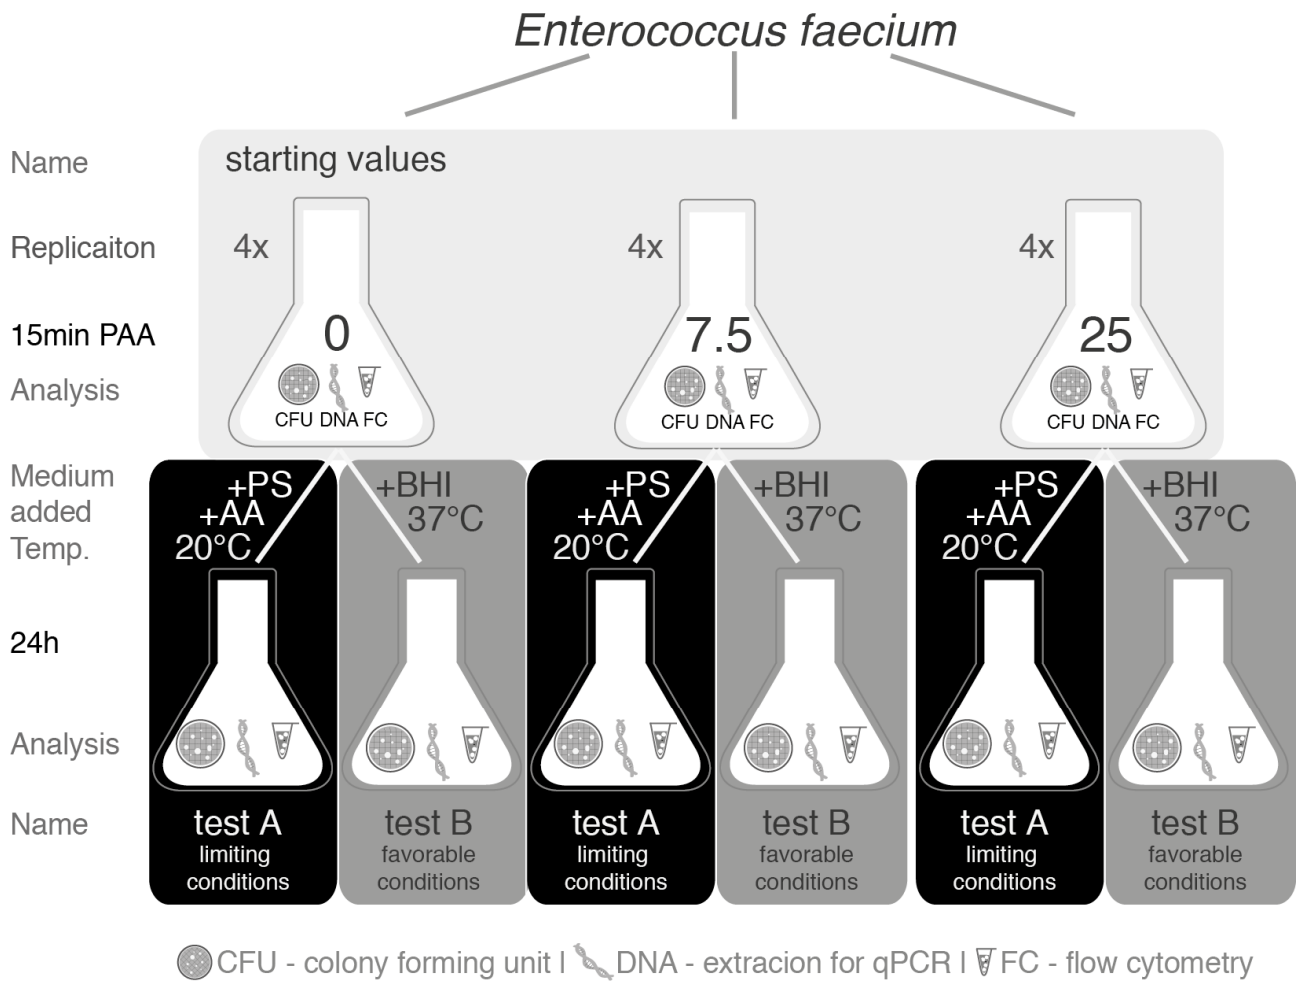 Enterococcus faecium
Name
starting values
Replicaiton
4x
4x
4x
15min PAA
0
7.5
25
Analysis
CFU DNA FC
CFU DNA FC
CFU DNA FC
Medium
added
Temp.
+PS
+AA
20°C
+BHI
37°C
+PS
+AA
20°C
+BHI
37°C
+PS
+AA
20°C
+BHI
37°C
24h
Analysis
Name
test A
limiting
conditions
test B
favorable
conditions
test A
limiting
conditions
test B
favorable
conditions
test A
limiting
conditions
test B
favorable
conditions
CFU - colony forming unit I DNA - extracion for qPCR I FC - flow cytometry